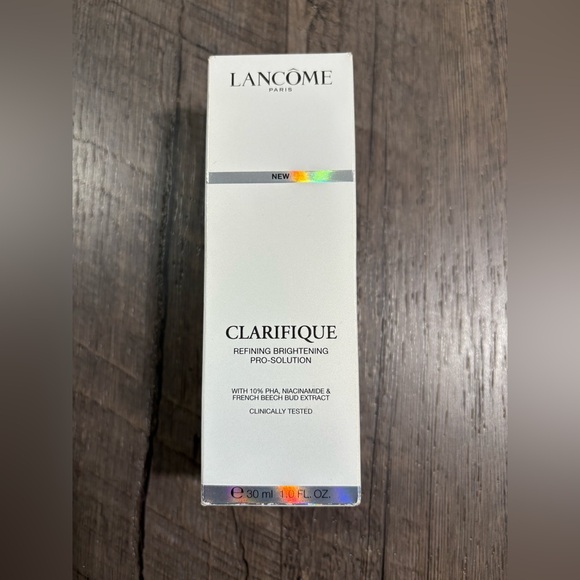 LANCÔME
PARIS
NEW
CLARIFIQUE
REFINING BRIGHTENING
PRO-SOLUTION
WITH 10% PHA, NIACINAMIDE &
FRENCH BEECH BUD EXTRACT
CLINICALLY TESTED
℮ 30 ml 1.0 FL. OZ.